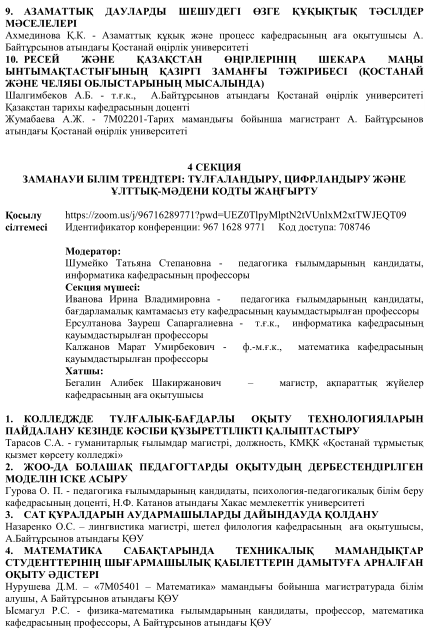 9. АЗАМАТТЫҚ ДАУЛАРДЫ ШЕШУДЕГІ ӨЗГЕ ҚҰҚЫҚТЫҚ ТӘСІЛДЕР
МӘСЕЛЕЛЕРІ
Ахмединова Қ.К. - Азаматтық құқық және процесс кафедрасының аға оқытушысы А.
Байтұрсынов атындағы Қостанай өңірлік университеті
10. РЕСЕЙ ЖӘНЕ ҚАЗАҚСТАН ӨҢІРЛЕРІНІҢ ШЕКАРА МАҢЫ
ЫНТЫМАҚТАСТЫҒЫНЫҢ ҚАЗІРГІ ЗАМАНҒЫ ТӘЖІРИБЕСІ (ҚОСТАНАЙ
ЖӘНЕ ЧЕЛЯБІ ОБЛЫСТАРЫНЫҢ МЫСАЛЫНДА)
Шалгимбеков А.Б. - т.ғ.к., А.Байтұрсынов атындағы Қостанай өңірлік университеті
Қазақстан тарихы кафедрасының доценті
Жумабаева А.Ж. - 7М02201-Тарих мамандығы бойынша магистрант А. Байтұрсынов
атындағы Қостанай өңірлік университеті
4 СЕКЦИЯ
ЗАМАНАУИ БІЛІМ ТРЕНДТЕРІ: ТҰЛҒАЛАНДЫРУ, ЦИФРЛАНДЫРУ ЖӘНЕ
ҰЛТТЫҚ-МӘДЕНИ КОДТЫ ЖАҢҒЫРТУ
Қосылу https://zoom.us/j/96716289771?pwd=UEZ0TlpyMlptN2tVUnlxM2xtTWJEQT09
сілтемесі Идентификатор конференции: 967 1628 9771 Код доступа: 708746
Модератор:
Шумейко Татьяна Степановна - педагогика ғылымдарының кандидаты,
информатика кафедрасының профессоры
Секция мүшесі:
Иванова Ирина Владимировна - педагогика ғылымдарының кандидаты,
бағдарламалық камтамасыз ету кафедрасының қауымдастырылған профессоры
Ерсултанова Зауреш Сапаргалиевна - т.ғ.к., информатика кафедрасының
қауымдастырылған профессоры
Калжанов Марат Умирбекович - ф.-м.ғ.к., математика кафедрасының
қауымдастырылған профессоры
Хатшы:
Бегалин Алибек Шакиржанович – магистр, ақпараттық жүйелер
кафедрасының аға оқытушысы
1. КОЛЛЕДЖДЕ ТҰЛҒАЛЫҚ-БАҒДАРЛЫ ОҚЫТУ ТЕХНОЛОГИЯЛАРЫН
ПАЙДАЛАНУ КЕЗІНДЕ КӘСІБИ ҚҰЗЫРЕТТІЛІКТІ ҚАЛЫПТАСТЫРУ
Тарасов С.А. - гуманитарлық ғылымдар магистрі, должность, КМҚК «Қостанай тұрмыстық
қызмет көрсету колледжі»
2. ЖОО-ДА БОЛАШАҚ ПЕДАГОГТАРДЫ ОҚЫТУДЫҢ ДЕРБЕСТЕНДІРІЛГЕН
МОДЕЛІН ІСКЕ АСЫРУ
Гурова О. П. - педагогика ғылымдарының кандидаты, психология-педагогикалық білім беру
кафедрасының доценті, Н.Ф. Катанов атындағы Хакас мемлекеттік университеті
3. CAT ҚҰРАЛДАРЫН АУДАРМАШЫЛАРДЫ ДАЙЫНДАУДА ҚОЛДАНУ
Назаренко О.С. – лингвистика магистрі, шетел филология кафедрасының аға оқытушысы,
А.Байтұрсынов атындағы ҚӨУ
4. МАТЕМАТИКА САБАҚТАРЫНДА ТЕХНИКАЛЫҚ МАМАНДЫҚТАР
СТУДЕНТТЕРІНІҢ ШЫҒАРМАШЫЛЫҚ ҚАБІЛЕТТЕРІН ДАМЫТУҒА АРНАЛҒАН
ОҚЫТУ ӘДІСТЕРІ
Нурушева Д.М. – «7М05401 – Математика» мамандығы бойынша магистратурада білім
алушы, А Байтұрсынов атындағы ҚӨУ
Ысмағул Р.С. - физика-математика ғылымдарының кандидаты, профессор, математика
кафедрасының профессоры, А Байтұрсынов атындағы ҚӨУ